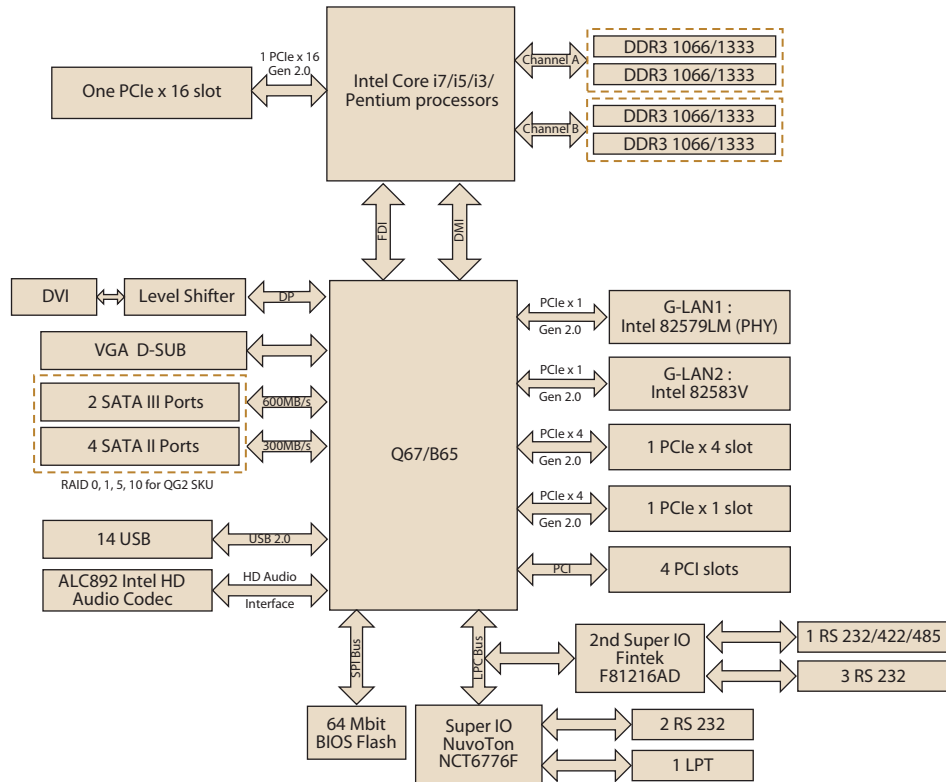 1 PCIe x 16
Gen 2.0
One PCIe x 16 slot
Intel Core i7/i5/i3/
Pentium processors
Channel A
DDR3 1066/1333
DDR3 1066/1333
Channel B
DDR3 1066/1333
DDR3 1066/1333
FDI
DMI
DVI
Level Shifter
DP
VGA D-SUB
2 SATA III Ports
600MB/s
4 SATA II Ports
300MB/s
RAID 0, 1, 5, 10 for QG2 SKU
14 USB
USB 2.0
ALC892 Intel HD
Audio Codec
HD Audio
Interface
Q67/B65
PCIe x 1
Gen 2.0
G-LAN1 :
Intel 82579LM (PHY)
PCIe x 1
Gen 2.0
G-LAN2 :
Intel 82583V
PCIe x 4
Gen 2.0
1 PCIe x 4 slot
PCIe x 4
Gen 2.0
1 PCIe x 1 slot
PCI
4 PCI slots
SPI Bus
LPC Bus
2nd Super IO
Fintek
F81216AD
1 RS 232/422/485
3 RS 232
64 Mbit
BIOS Flash
Super IO
NuvoTon
NCT6776F
2 RS 232
1 LPT